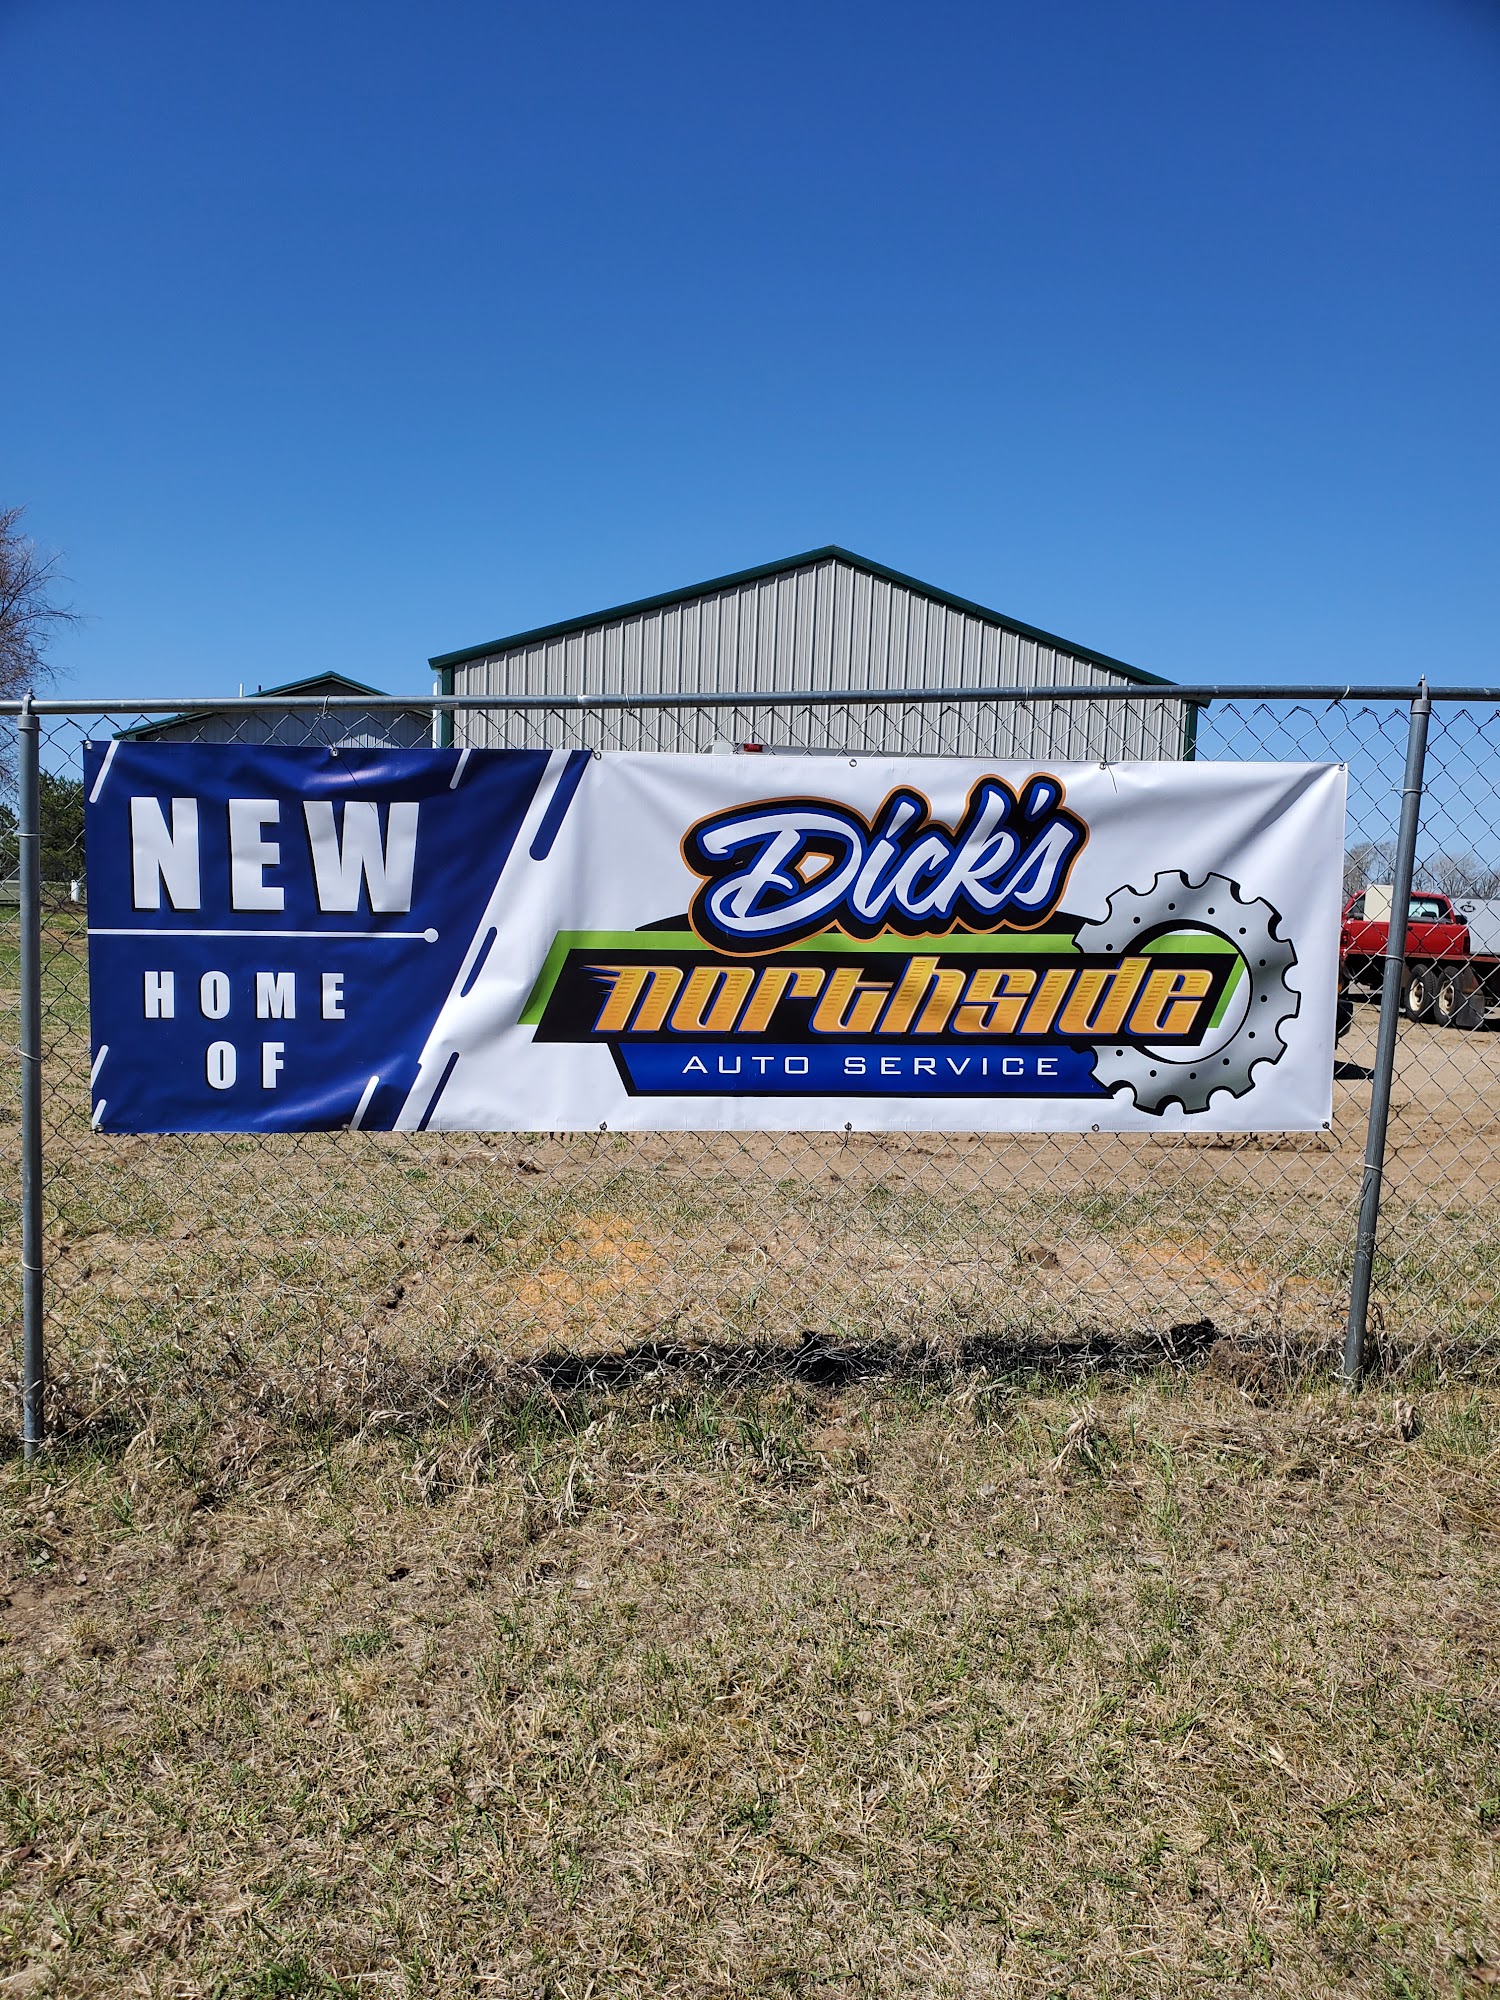 NEW
HOME
OF
Dick's
northside
AUTO SERVICE